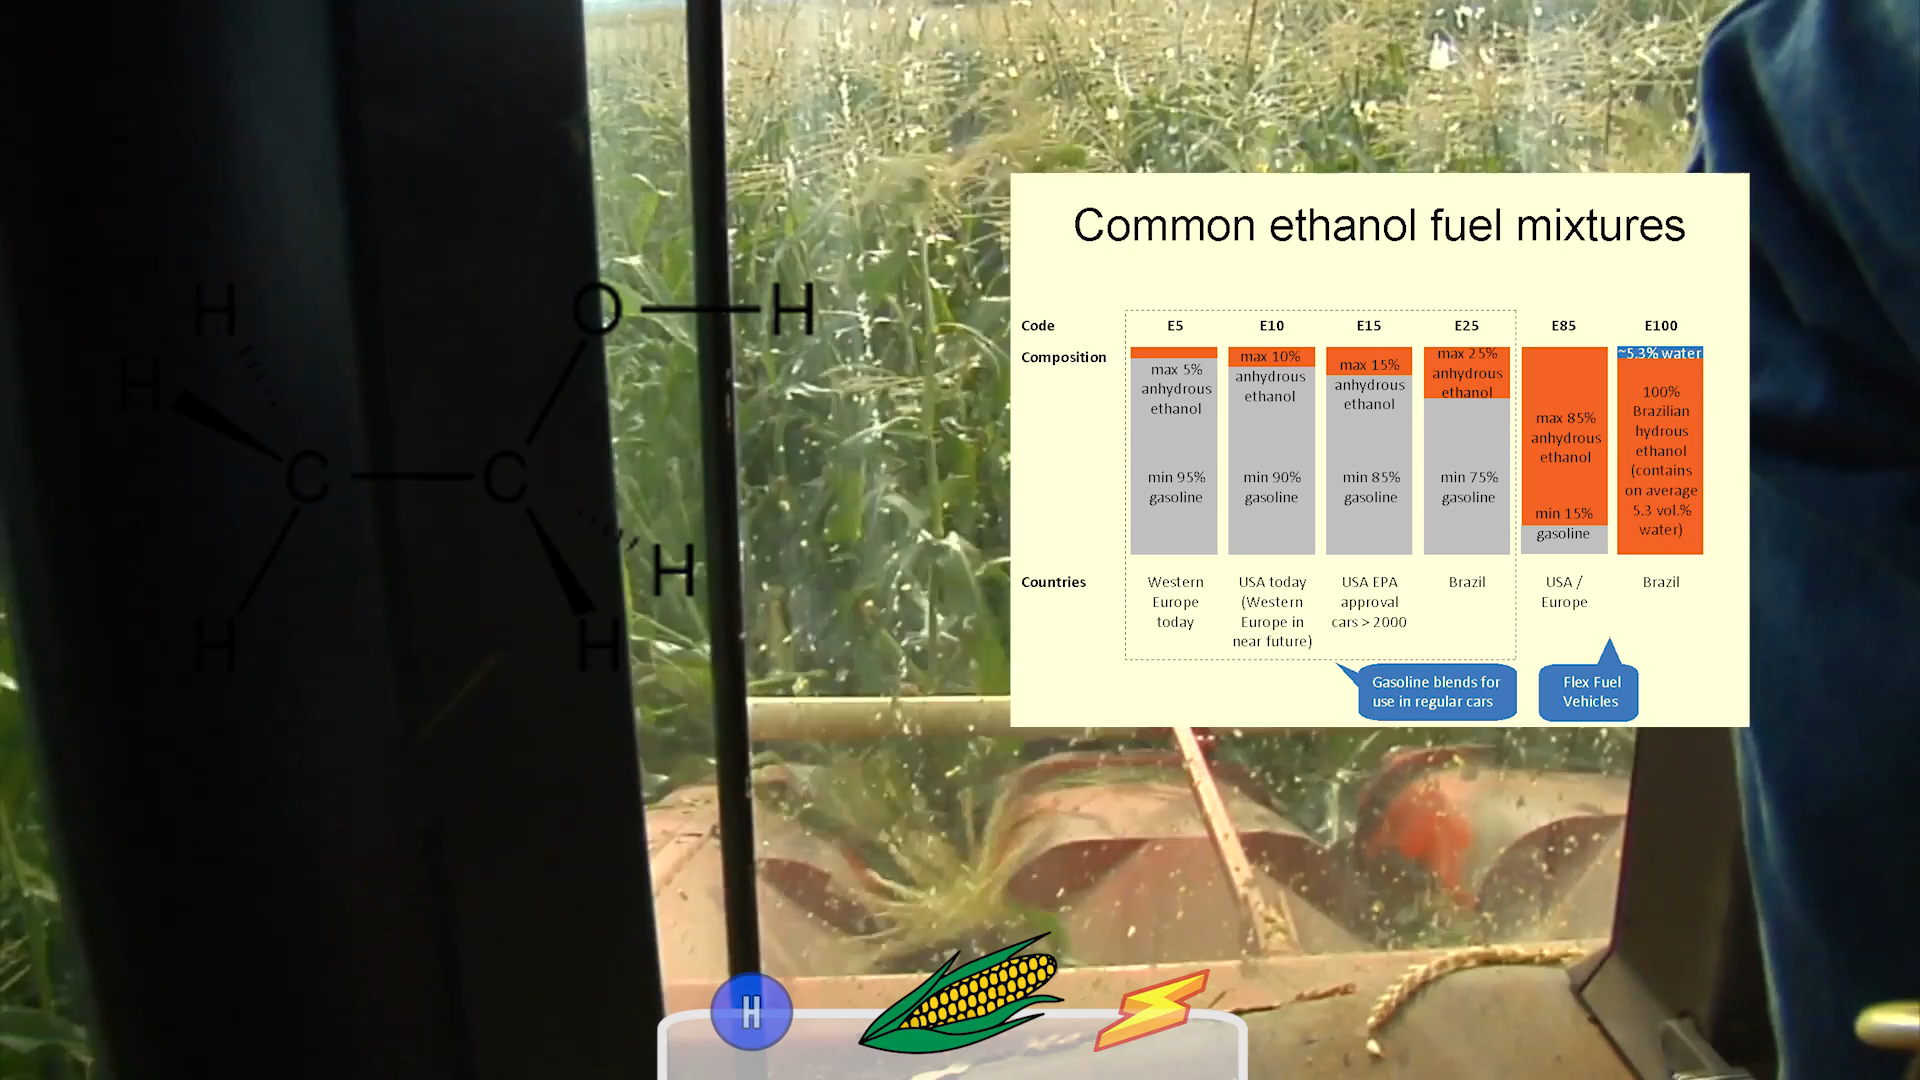 Common ethanol fuel mixtures
Code E5 E10 E15 E25 E85 E100
Composition
max 5%
anhydrous
ethanol
min 95%
gasoline
max 10%
anhydrous
ethanol
min 90%
gasoline
max 15%
anhydrous
ethanol
min 85%
gasoline
max 25%
anhydrous
ethanol
min 75%
gasoline
max 85%
anhydrous
ethanol
min 15%
gasoline
~5.3% water
100%
Brazilian
hydrous
ethanol
(contains
on average
5.3 vol.%
water)
Countries
Western
Europe
today
USA today
(Western
Europe in
near future)
USA EPA
approval
cars > 2000
Brazil
USA /
Europe
Brazil
Gasoline blends for
use in regular cars
Flex Fuel
Vehicles
H
H
O
H
C
C
H
H
H
H